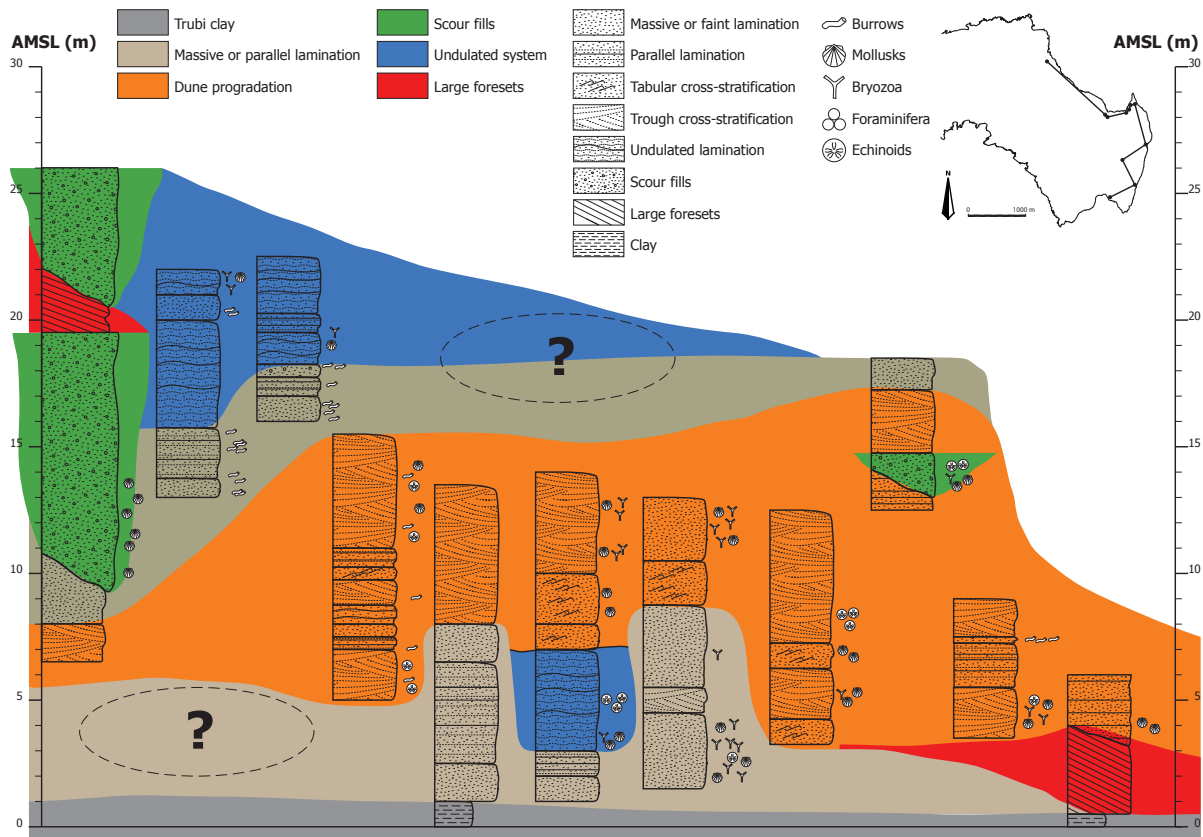 AMSL (m)
Trubi clay
Massive or parallel lamination
Dune progradation
Scour fills
Undulated system
Large foresets
Massive or faint lamination
Parallel lamination
Tabular cross-stratification
Trough cross-stratification
Undulated lamination
Scour fills
Large foresets
Clay
Burrows
Mollusks
Bryozoa
Foraminifera
Echinoids
N
0 1000 m
AMSL (m)
30
25
20
15
10
5
0
?
?
30
25
20
15
10
5
0